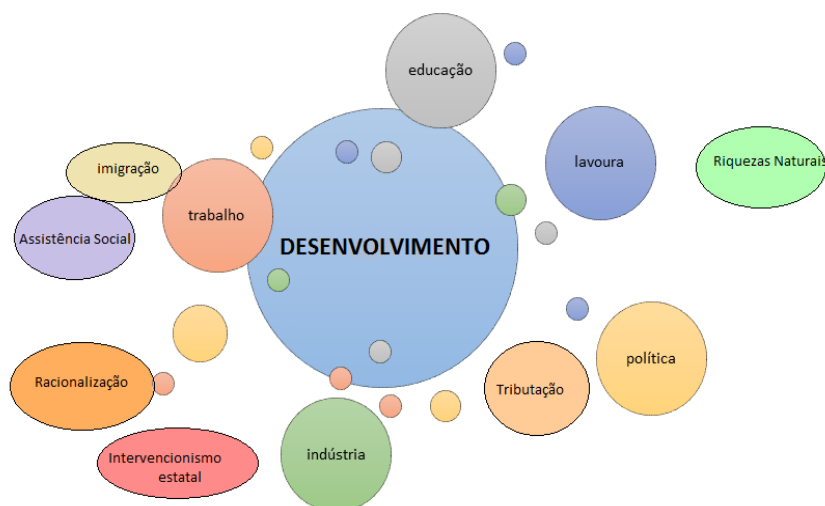 educação
lavoura
Riquezas Naturais
imigração
trabalho
Assistência Social
DESENVOLVIMENTO
política
Racionalização
Tributação
Intervencionismo
estatal
indústria